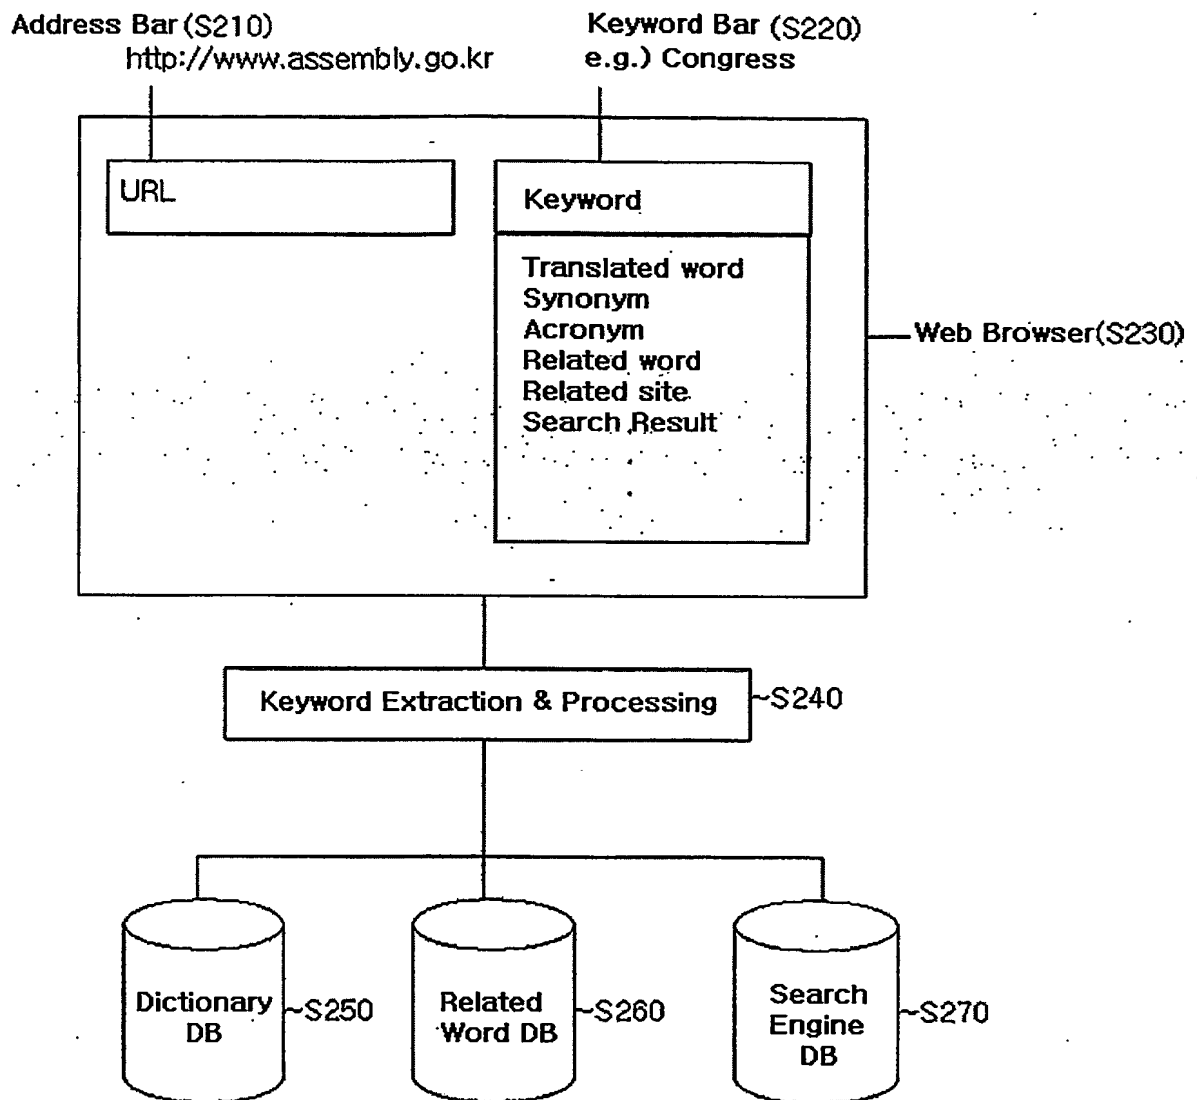 Address Bar (S210)
http://www.assembly.go.kr
Keyword Bar (S220)
e.g.) Congress
URL
Keyword
Translated word
Synonym
Acronym
Related word
Related site
Search Result
Web Browser(S230)
Keyword Extraction & Processing
~S240
Dictionary
DB
~S250
Related
Word DB
~S260
Search
Engine
DB
~S270